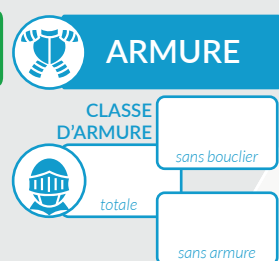 ARMURE
CLASSE
D'ARMURE
sans bouclier
totale
sans armure